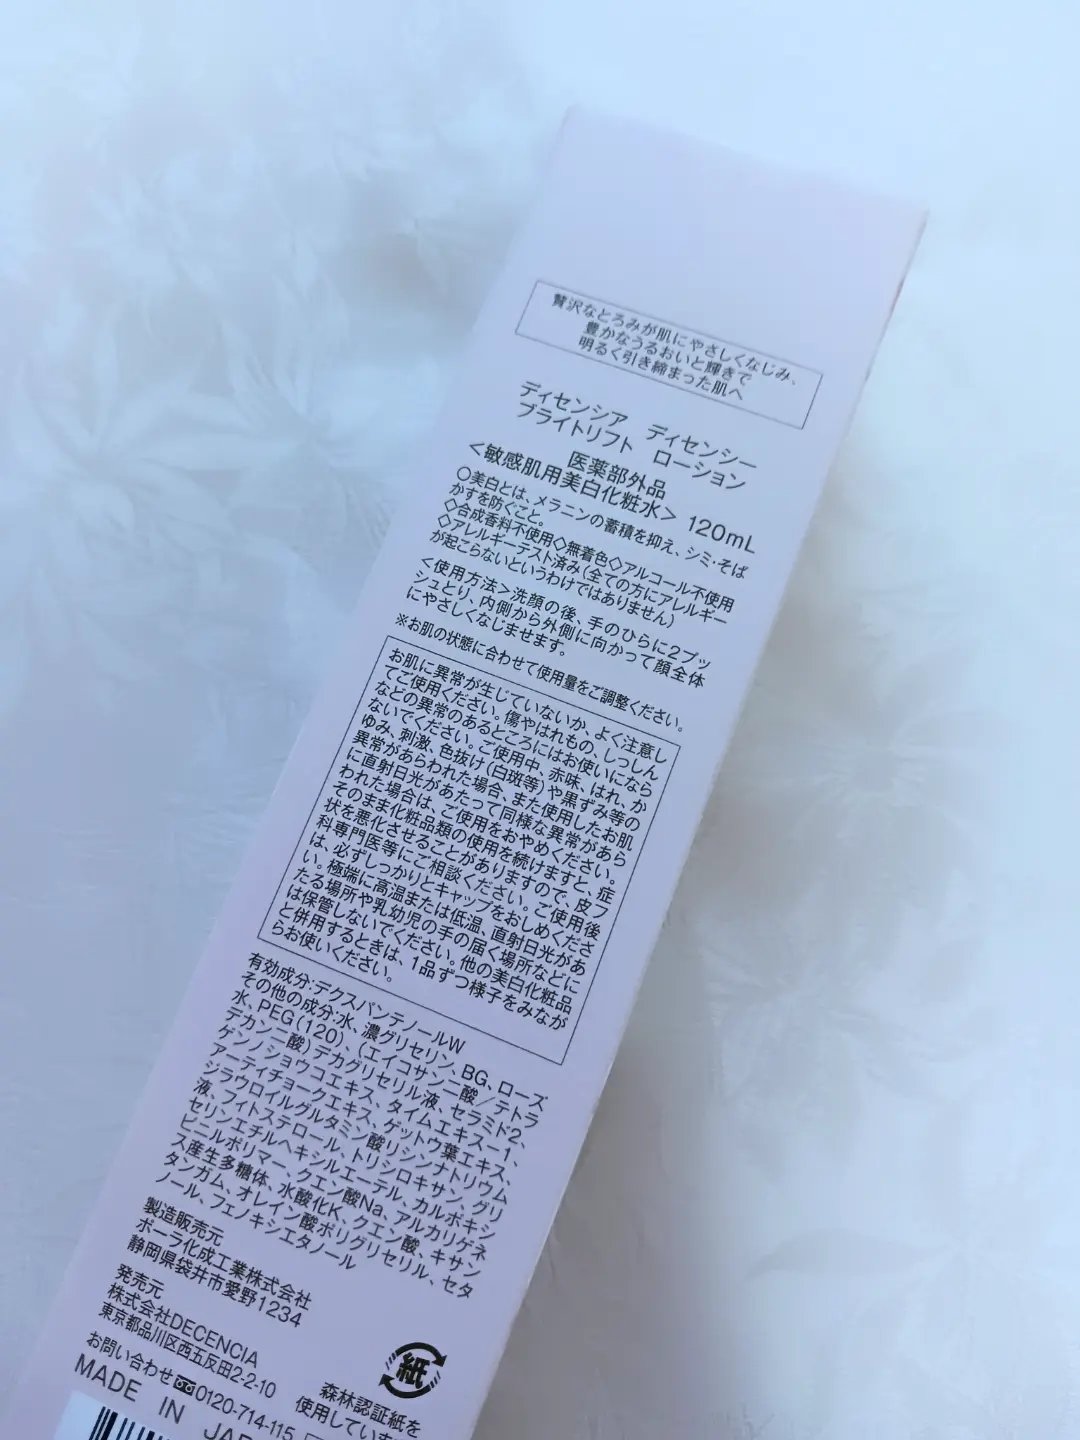 贅沢なとろみが肌にやさしくなじみ、
豊かなうるおいと輝きで
明るく引き締まった肌へ
ディセンシア　ディセンシー
ブライトリフト　ローション
医薬部外品
＜敏感肌用美白化粧水＞ 120mL
○美白とは、メラニンの蓄積を抑え、シミ・そば
かすを防ぐこと。
◇合成香料不使用◇無着色◇アルコール不使用
◇アレルギーテスト済み(全ての方にアレルギー
が起こらないというわけではありません)
＜使用方法＞洗顔の後、手のひらに2プッ
シュとり、内側から外側に向かって顔全体
にやさしくなじませます。
※お肌の状態に合わせて使用量をご調整ください。
お肌に異常が生じていないか、よく注意し
てご使用ください。傷やはれもの、しっしん
などの異常のあるところにはお使いになら
ないでください。ご使用中、赤味、はれ、か
ゆみ、刺激、色抜け(白斑等)や黒ずみ等の
異常があらわれた場合、また使用したお肌
に直射日光があたって同様な異常があら
われた場合は、ご使用をおやめください。
そのまま化粧品類の使用を続けますと、症
状を悪化させることがありますので、皮フ
科専門医等にご相談ください。ご使用後
は、必ずしっかりとキャップをおしめくださ
い。極端に高温または低温、直射日光があ
たる場所や乳幼児の手の届く場所などに
は保管しないでください。他の美白化粧品
と併用するときは、1品ずつ様子をみなが
らお使いください。
有効成分:デクスパンテノールW
その他の成分:水、濃グリセリン、BG、ローズ
水、PEG(120)、(エイコサン二酸／テトラ
デカン二酸)デカグリセリル液、セラミド2、
ゲンノショウコエキス、タイムエキス-1、
アーティチョークエキス、ゲットウ葉エキス、
ジラウロイルグルタミン酸リシンナトリウム
液、フィトステロール、トリシロキサン、グリ
セリンエチルヘキシルエーテル、カルボキシ
ビニルポリマー、クエン酸Na、アルカリゲネ
ス産生多糖体、水酸化K、クエン酸、キサン
タンガム、オレイン酸ポリグリセリル、セタ
ノール、フェノキシエタノール
製造販売元
ポーラ化成工業株式会社
静岡県袋井市愛野1234
発売元
株式会社DECENCIA
東京都品川区西五反田2-2-10
お問い合わせ 0120-714-115
MADE IN JAP
紙
森林認証紙を
使用していま